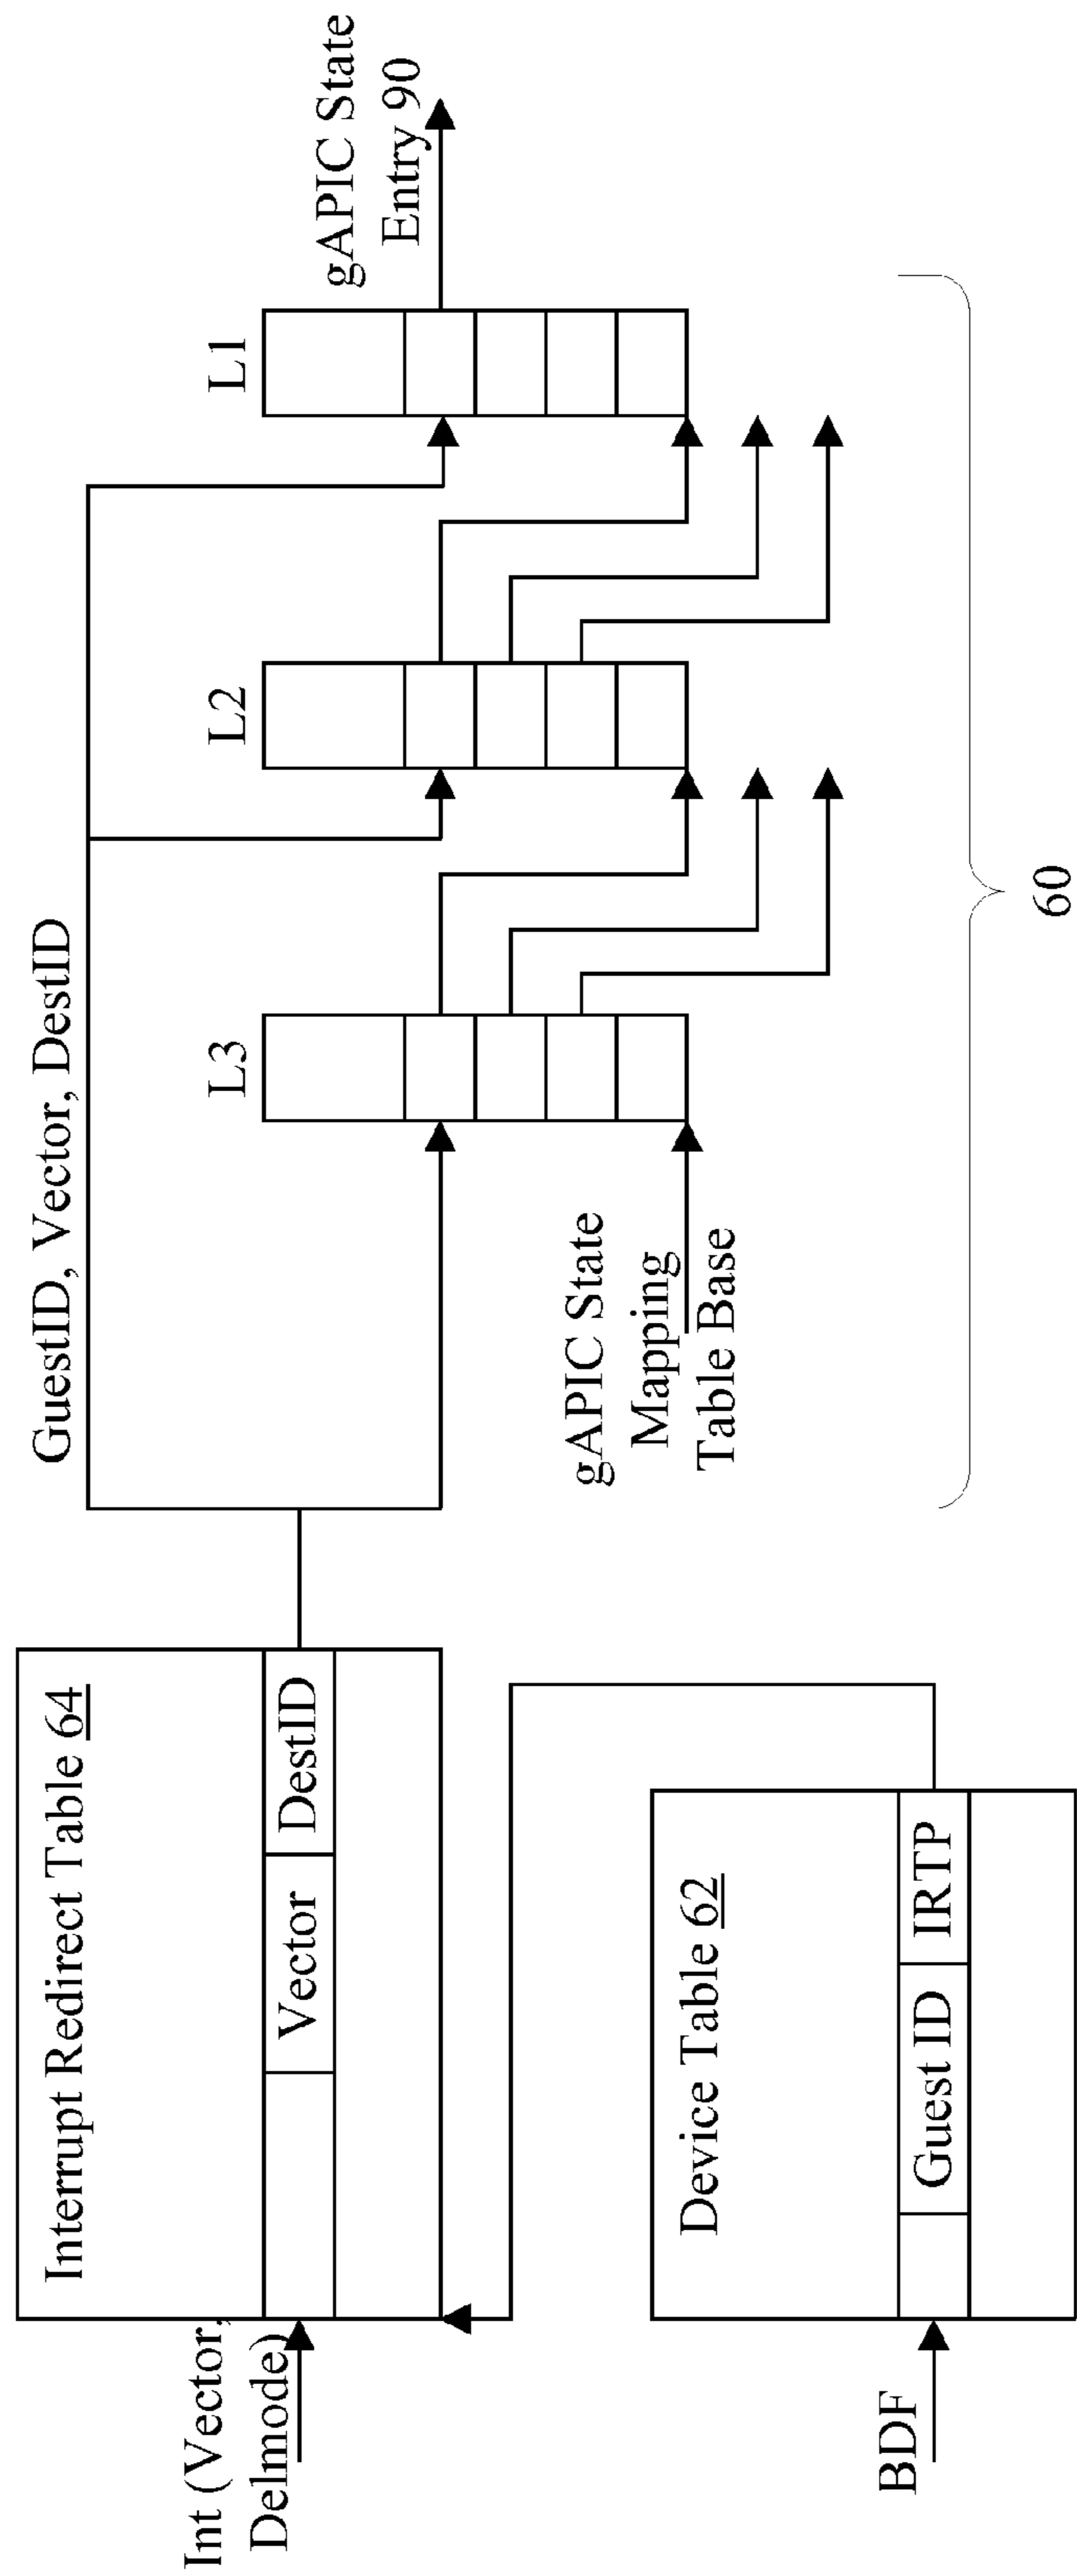 Interrupt Redirect Table 64
Int (Vector,
Delmode)
Vector
DestID
GuestID, Vector, DestID
L3
L2
L1
gAPIC State
Entry 90
gAPIC State
Mapping
Table Base
Device Table 62
BDF
Guest ID
IRTP
60